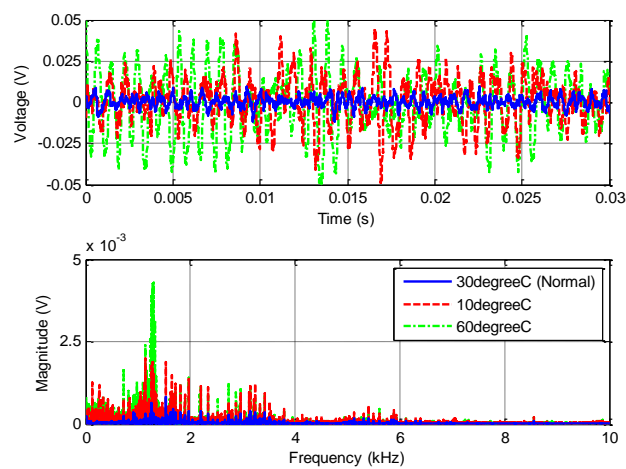 0.05
0.025
0
-0.025
-0.05
Voltage (V)
0 0.005 0.01 0.015 0.02 0.025 0.03
Time (s)
x 10⁻³
5
2.5
0
Magnitude (V)
30degreeC (Normal)
10degreeC
60degreeC
0 2 4 6 8 10
Frequency (kHz)